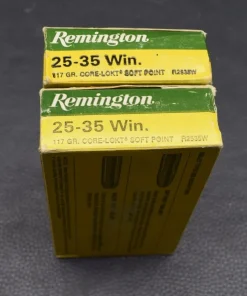 Remington®
25-35 Win.
117 GR. CORE-LOKT® SOFT POINT R2535W
Remington®
25-35 Win.
117 GR. CORE-LOKT® SOFT POINT R2535W